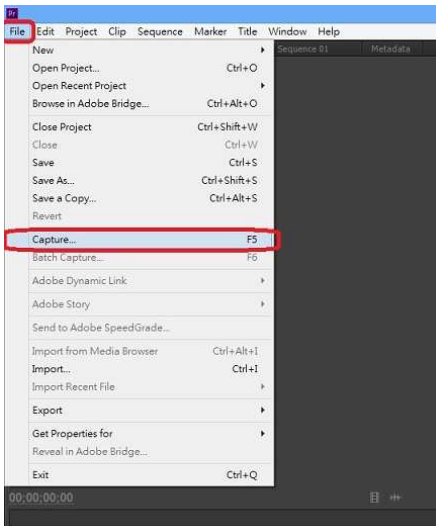 Pr
File Edit Project Clip Sequence Marker Title Window Help
New
Sequence 01 Metadata
Open Project... Ctrl+O
Open Recent Project
Browse in Adobe Bridge... Ctrl+Alt+O
Close Project Ctrl+Shift+W
Close Ctrl+W
Save Ctrl+S
Save As... Ctrl+Shift+S
Save a Copy... Ctrl+Alt+S
Revert
Capture... F5
Batch Capture... F6
Adobe Dynamic Link
Adobe Story
Send to Adobe SpeedGrade...
Import from Media Browser Ctrl+Alt+I
Import... Ctrl+I
Import Recent File
Export
Get Properties for
Reveal in Adobe Bridge...
Exit Ctrl+Q
00;00;00;00